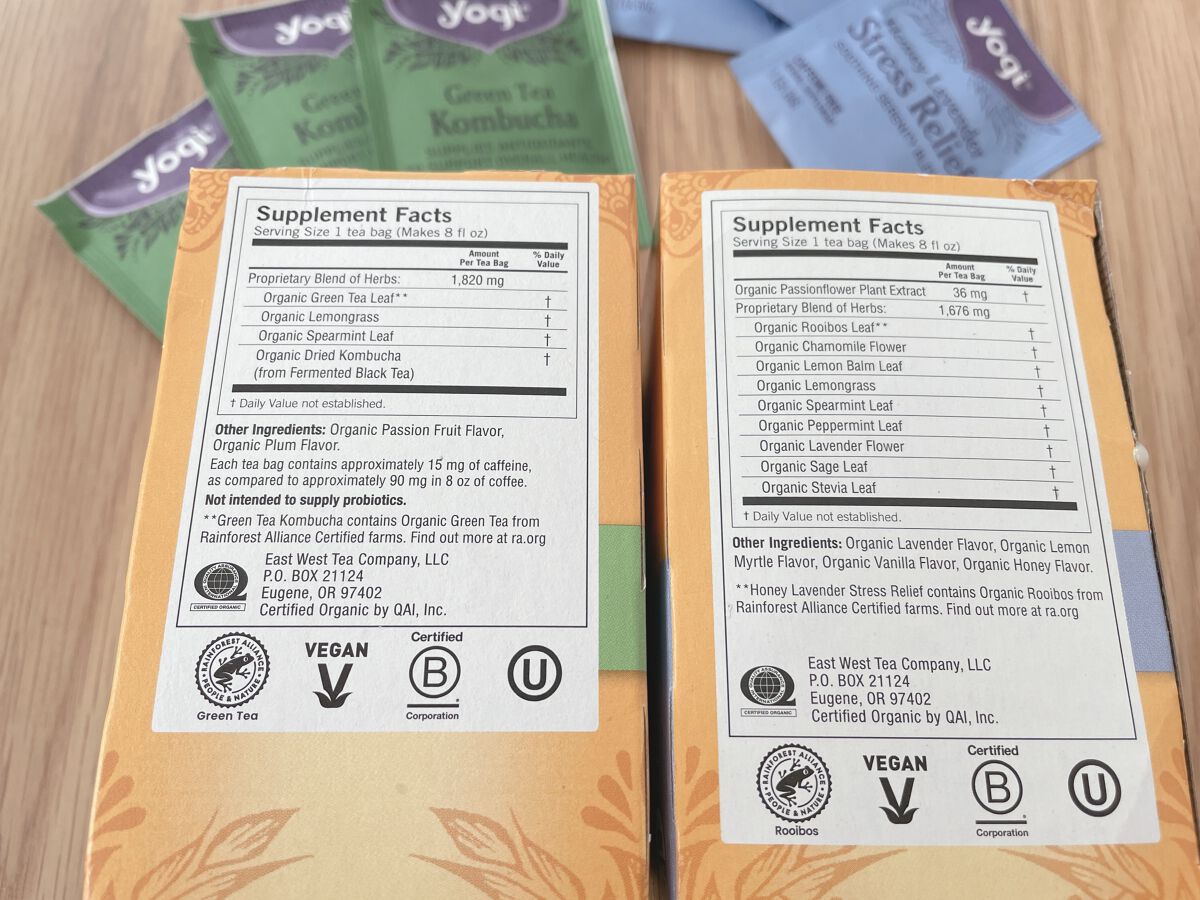 yogi
Green Tea
Kombucha
yogi
Green
Kom
yogi
yogi
Honey Lavender
Stress Relief
CAFFEINE FREE
Supplement Facts
Serving Size 1 tea bag (Makes 8 fl oz)
Amount Per Tea Bag % Daily Value
Proprietary Blend of Herbs: 1,820 mg
Organic Green Tea Leaf** †
Organic Lemongrass †
Organic Spearmint Leaf †
Organic Dried Kombucha †
(from Fermented Black Tea)
† Daily Value not established.
Other Ingredients: Organic Passion Fruit Flavor,
Organic Plum Flavor.
Each tea bag contains approximately 15 mg of caffeine,
as compared to approximately 90 mg in 8 oz of coffee.
Not intended to supply probiotics.
**Green Tea Kombucha contains Organic Green Tea from
Rainforest Alliance Certified farms. Find out more at ra.org
East West Tea Company, LLC
P.O. BOX 21124
Eugene, OR 97402
Certified Organic by QAI, Inc.
QUALITY ASSURANCE INTERNATIONAL
CERTIFIED ORGANIC
RAINFOREST ALLIANCE
PEOPLE & NATURE
Green Tea
VEGAN
V
Certified
B
Corporation
U
Supplement Facts
Serving Size 1 tea bag (Makes 8 fl oz)
Amount Per Tea Bag % Daily Value
Organic Passionflower Plant Extract 36 mg †
Proprietary Blend of Herbs: 1,676 mg
Organic Rooibos Leaf** †
Organic Chamomile Flower †
Organic Lemon Balm Leaf †
Organic Lemongrass †
Organic Spearmint Leaf †
Organic Peppermint Leaf †
Organic Lavender Flower †
Organic Sage Leaf †
Organic Stevia Leaf †
† Daily Value not established.
Other Ingredients: Organic Lavender Flavor, Organic Lemon
Myrtle Flavor, Organic Vanilla Flavor, Organic Honey Flavor.
**Honey Lavender Stress Relief contains Organic Rooibos from
Rainforest Alliance Certified farms. Find out more at ra.org
East West Tea Company, LLC
P.O. BOX 21124
Eugene, OR 97402
Certified Organic by QAI, Inc.
QUALITY ASSURANCE INTERNATIONAL
CERTIFIED ORGANIC
RAINFOREST ALLIANCE
PEOPLE & NATURE
Rooibos
VEGAN
V
Certified
B
Corporation
U